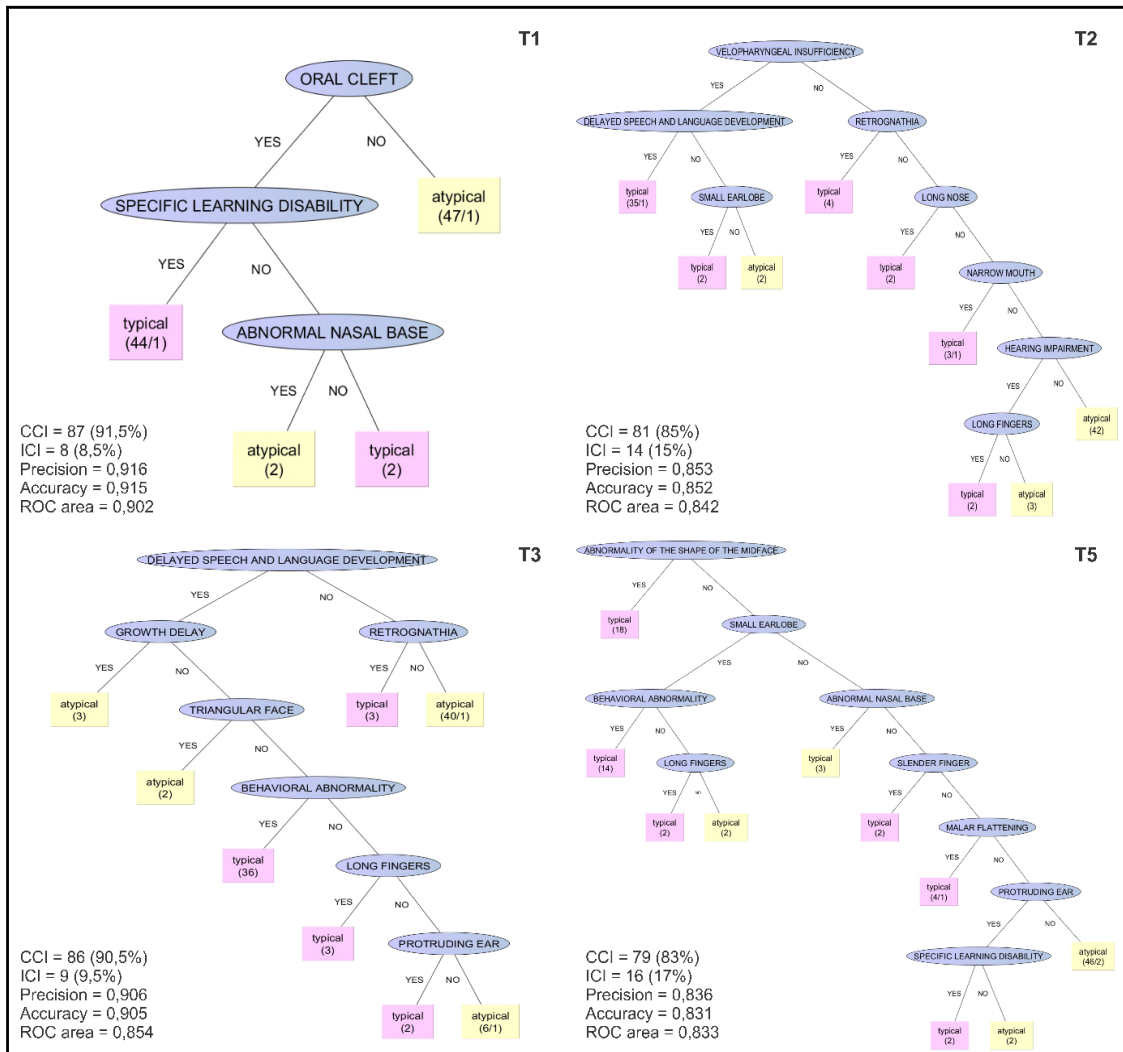 T1
ORAL CLEFT
YES
NO
SPECIFIC LEARNING DISABILITY
atypical
(47/1)
YES
NO
typical
(44/1)
ABNORMAL NASAL BASE
YES
NO
atypical
(2)
typical
(2)
CCI = 87 (91,5%)
ICI = 8 (8,5%)
Precision = 0,916
Accuracy = 0,915
ROC area = 0,902
T2
VELOPHARYNGEAL INSUFFICIENCY
YES
NO
DELAYED SPEECH AND LANGUAGE DEVELOPMENT
RETROGNATHIA
YES
NO
YES
NO
typical
(35/1)
SMALL EARLOBE
typical
(4)
LONG NOSE
YES
NO
YES
NO
typical
(2)
atypical
(2)
typical
(2)
NARROW MOUTH
YES
NO
typical
(3/1)
HEARING IMPAIRMENT
YES
NO
LONG FINGERS
atypical
(42)
YES
NO
typical
(2)
atypical
(3)
CCI = 81 (85%)
ICI = 14 (15%)
Precision = 0,853
Accuracy = 0,852
ROC area = 0,842
T3
DELAYED SPEECH AND LANGUAGE DEVELOPMENT
YES
NO
GROWTH DELAY
RETROGNATHIA
YES
NO
YES
NO
atypical
(3)
TRIANGULAR FACE
typical
(3)
atypical
(40/1)
YES
NO
atypical
(2)
BEHAVIORAL ABNORMALITY
YES
NO
typical
(36)
LONG FINGERS
YES
NO
typical
(3)
PROTRUDING EAR
YES
NO
typical
(2)
atypical
(6/1)
CCI = 86 (90,5%)
ICI = 9 (9,5%)
Precision = 0,906
Accuracy = 0,905
ROC area = 0,854
T5
ABNORMALITY OF THE SHAPE OF THE MIDFACE
YES
NO
typical
(18)
SMALL EARLOBE
YES
NO
BEHAVIORAL ABNORMALITY
ABNORMAL NASAL BASE
YES
NO
YES
NO
typical
(14)
LONG FINGERS
typical
(3)
SLENDER FINGER
YES
NO
YES
NO
typical
(2)
atypical
(2)
typical
(2)
MALAR FLATTENING
YES
NO
typical
(4/1)
PROTRUDING EAR
YES
NO
SPECIFIC LEARNING DISABILITY
atypical
(46/2)
YES
NO
typical
(2)
atypical
(2)
CCI = 79 (83%)
ICI = 16 (17%)
Precision = 0,836
Accuracy = 0,831
ROC area = 0,833